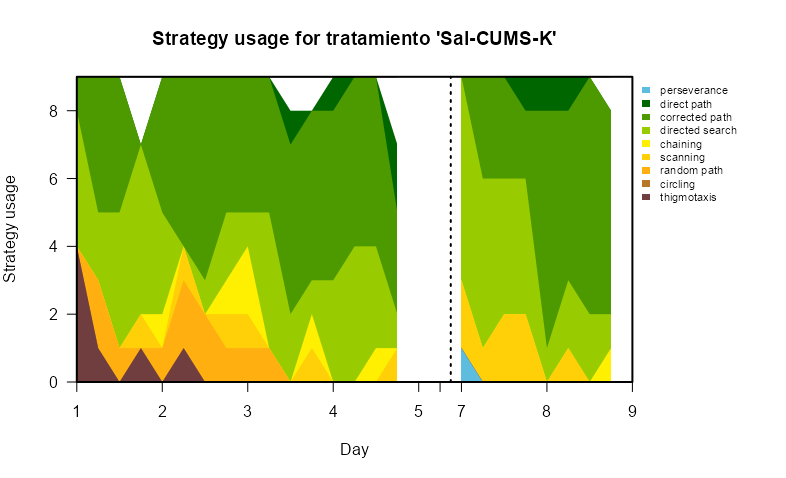 Strategy usage for tratamiento 'Sal-CUMS-K'
Strategy usage
8
6
4
2
0
1 2 3 4 5 7 8 9
Day
perseverance
direct path
corrected path
directed search
chaining
scanning
random path
circling
thigmotaxis